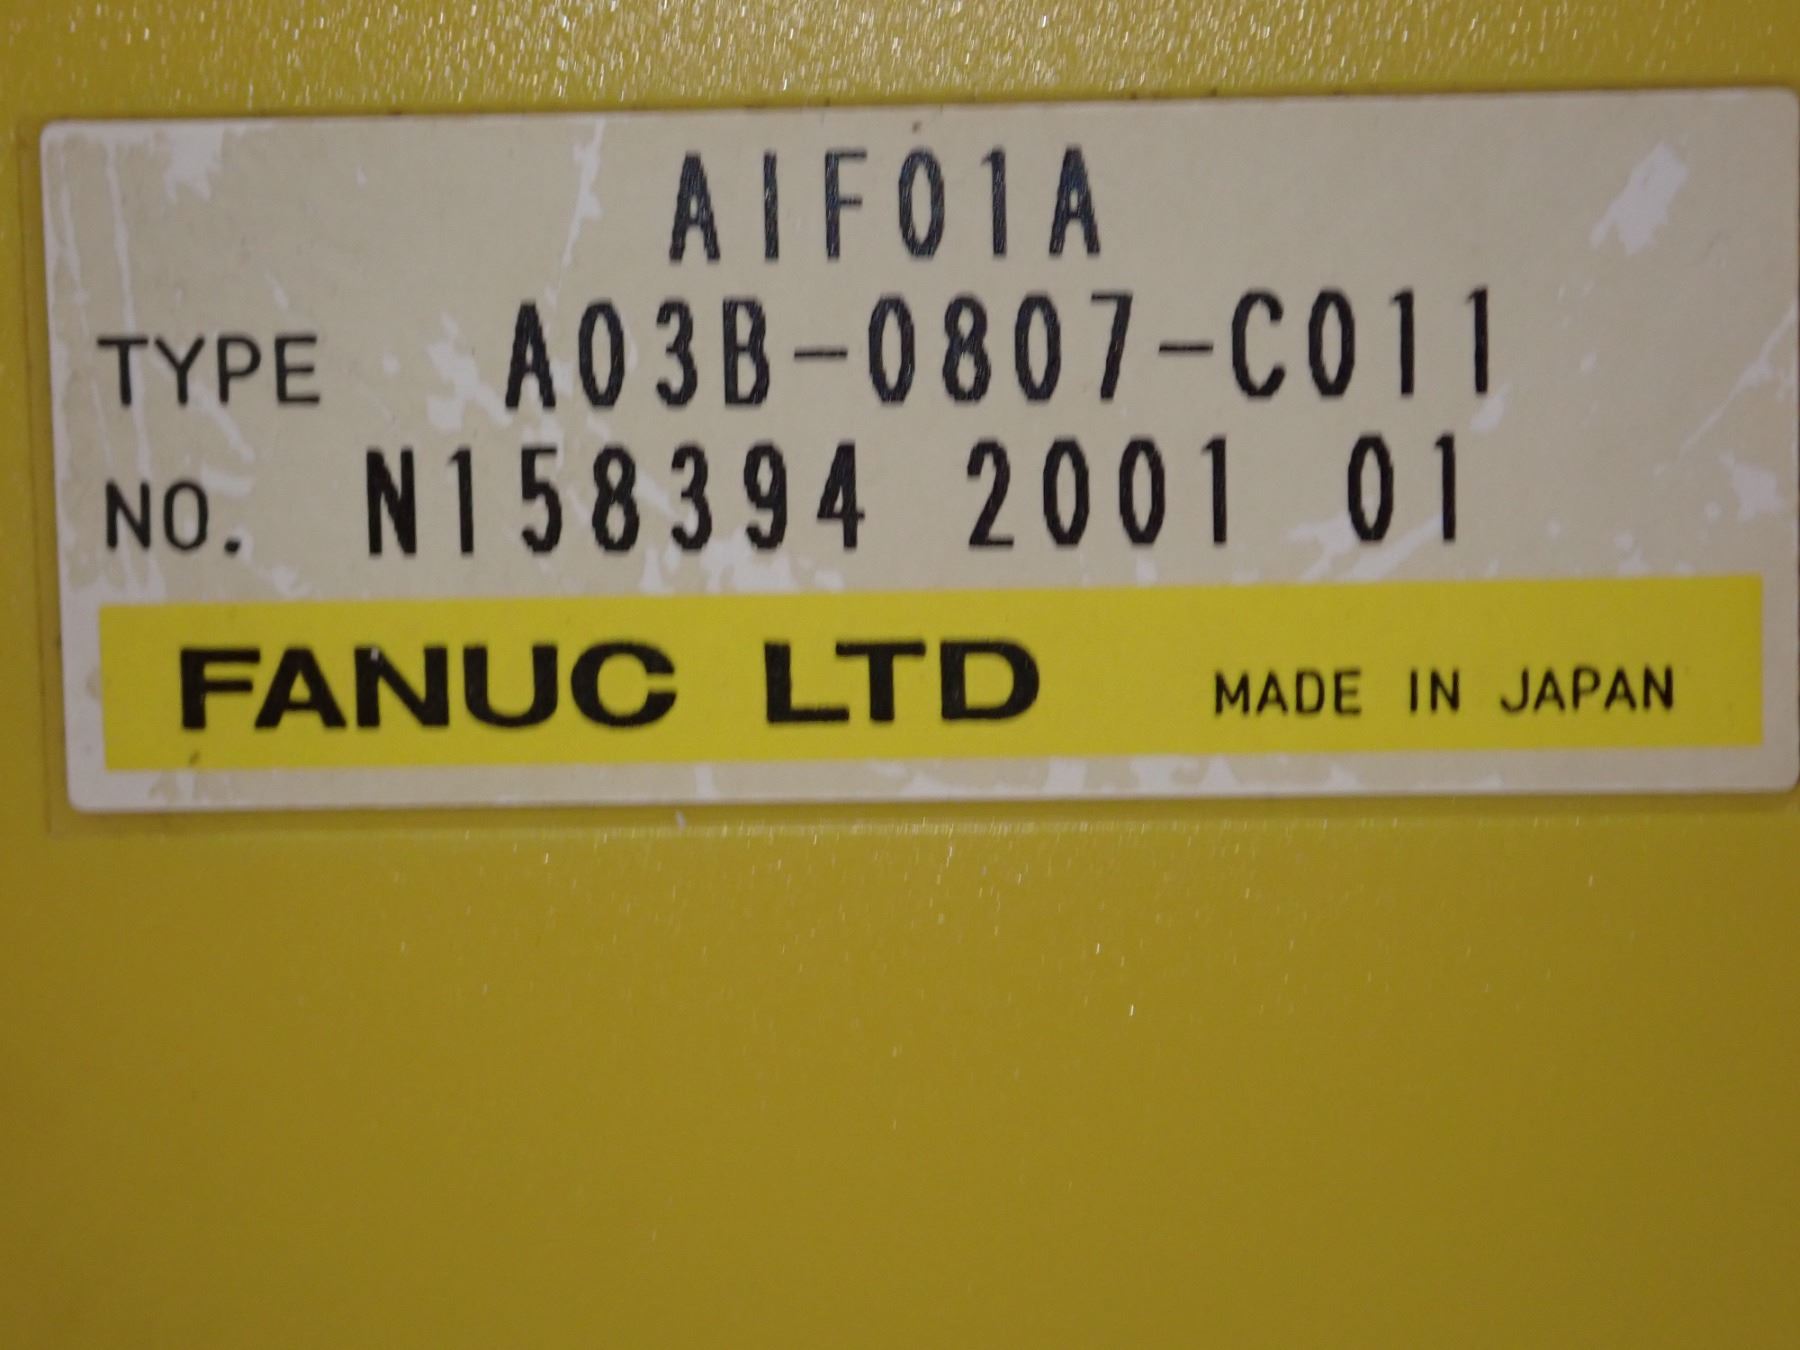 AIF01A
TYPE A03B-0807-C011
NO. N158394 2001 01
FANUC LTD MADE IN JAPAN